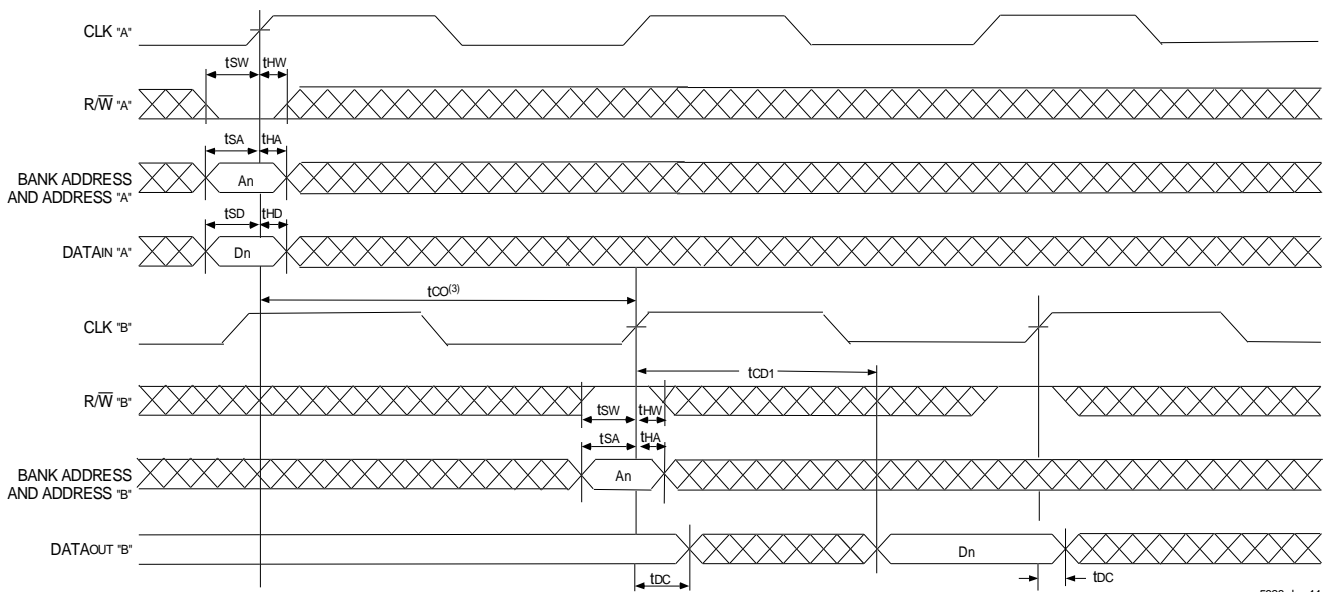 CLK "A"
tSW tHW
R/W̅ "A"
tSA tHA
BANK ADDRESS
AND ADDRESS "A"
An
tSD tHD
DATAIN "A"
Dn
tCO(3)
CLK "B"
tCD1
R/W̅ "B"
tSW tHW
tSA tHA
BANK ADDRESS
AND ADDRESS "B"
An
DATAOUT "B"
Dn
tDC
tDC